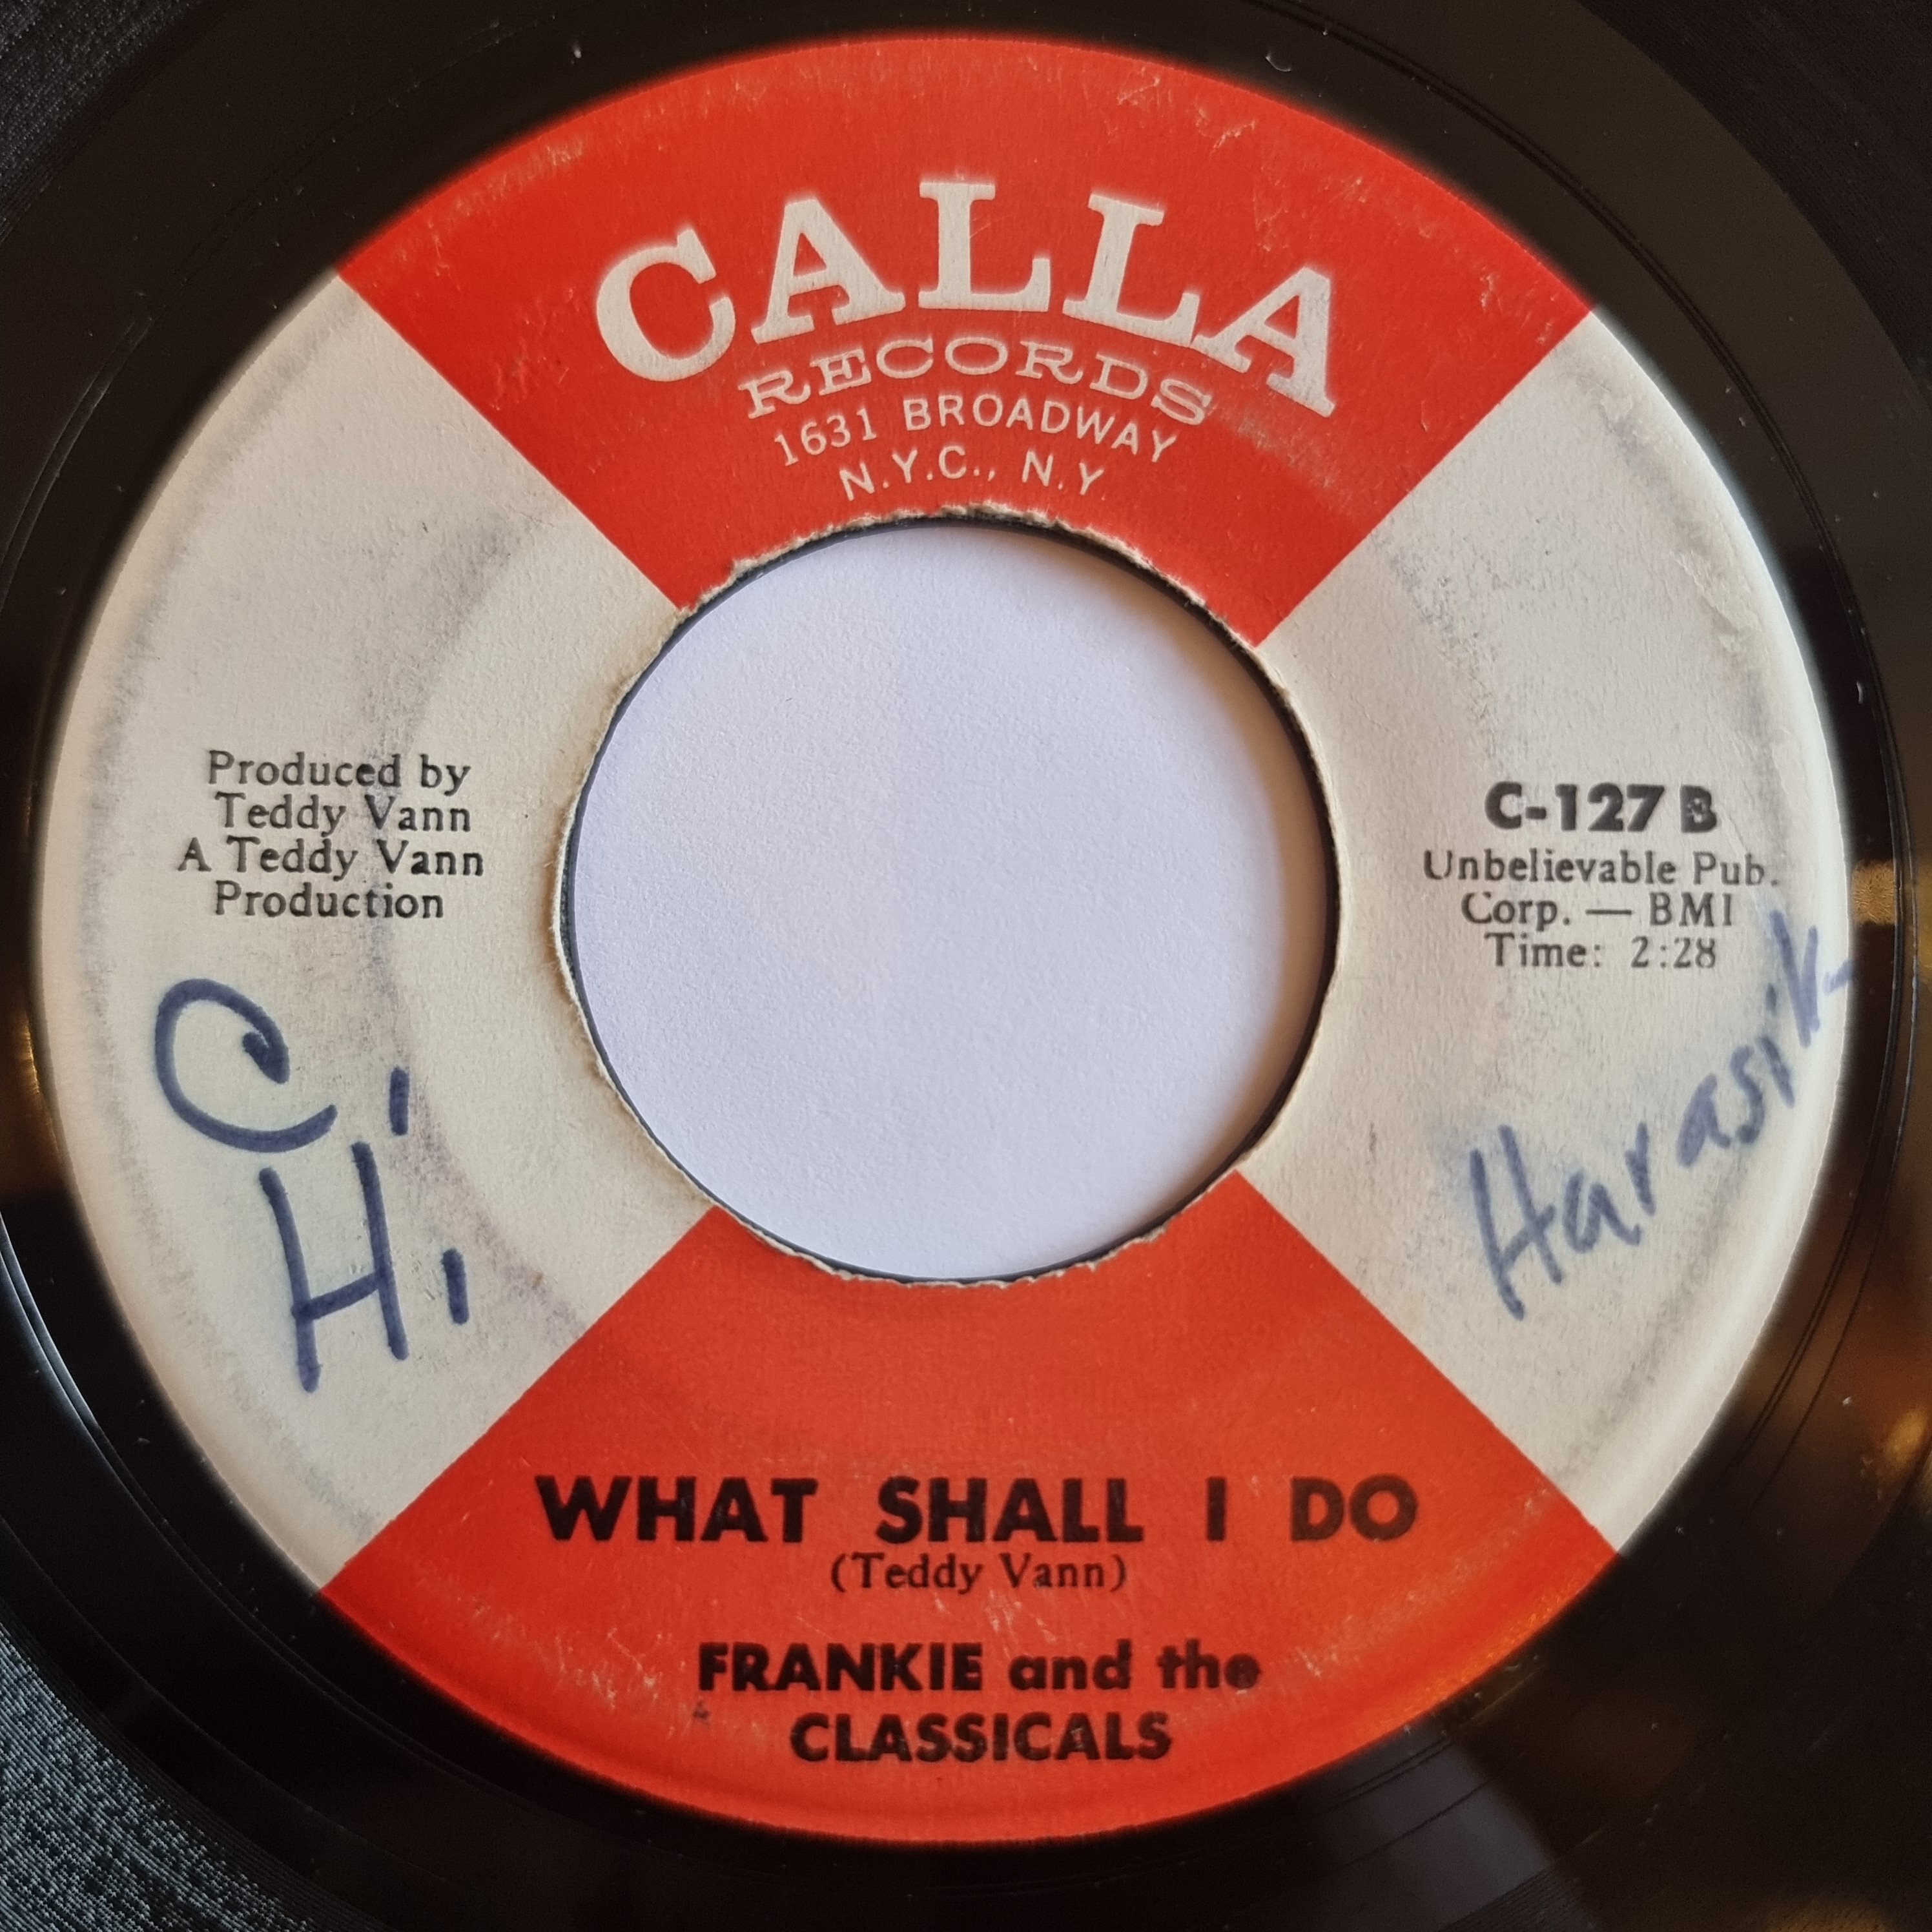 CALLA
RECORDS
1631 BROADWAY
N.Y.C., N.Y.
Produced by
Teddy Vann
A Teddy Vann
Production
C-127 B
Unbelievable Pub.
Corp. — BMI
Time: 2:28
C
Hi
Harasik
WHAT SHALL I DO
(Teddy Vann)
FRANKIE and the
CLASSICALS